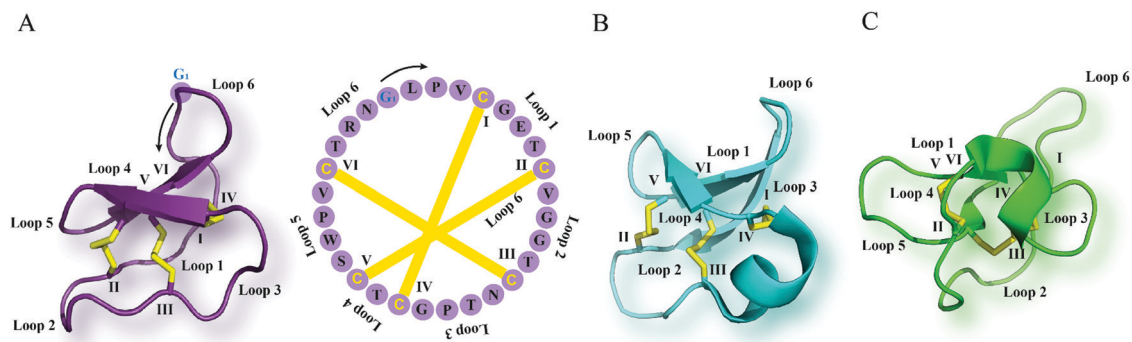 A
G1
Loop 6
Loop 4
VI
V
IV
Loop 5
I
Loop 1
II
III
Loop 3
Loop 2
G1 L P V C G E T C V G G T C N T P G C T C S W P V C T R N
Loop 6
Loop 1
I
II
Loop 6
Loop 2
III
IV
Loop 3
V
Loop 4
Loop 5
VI
B
Loop 6
Loop 5
Loop 1
VI
V
I
Loop 3
Loop 4
II
IV
Loop 2
III
C
Loop 6
Loop 1
V
VI
I
Loop 4
IV
II
Loop 3
Loop 5
III
Loop 2